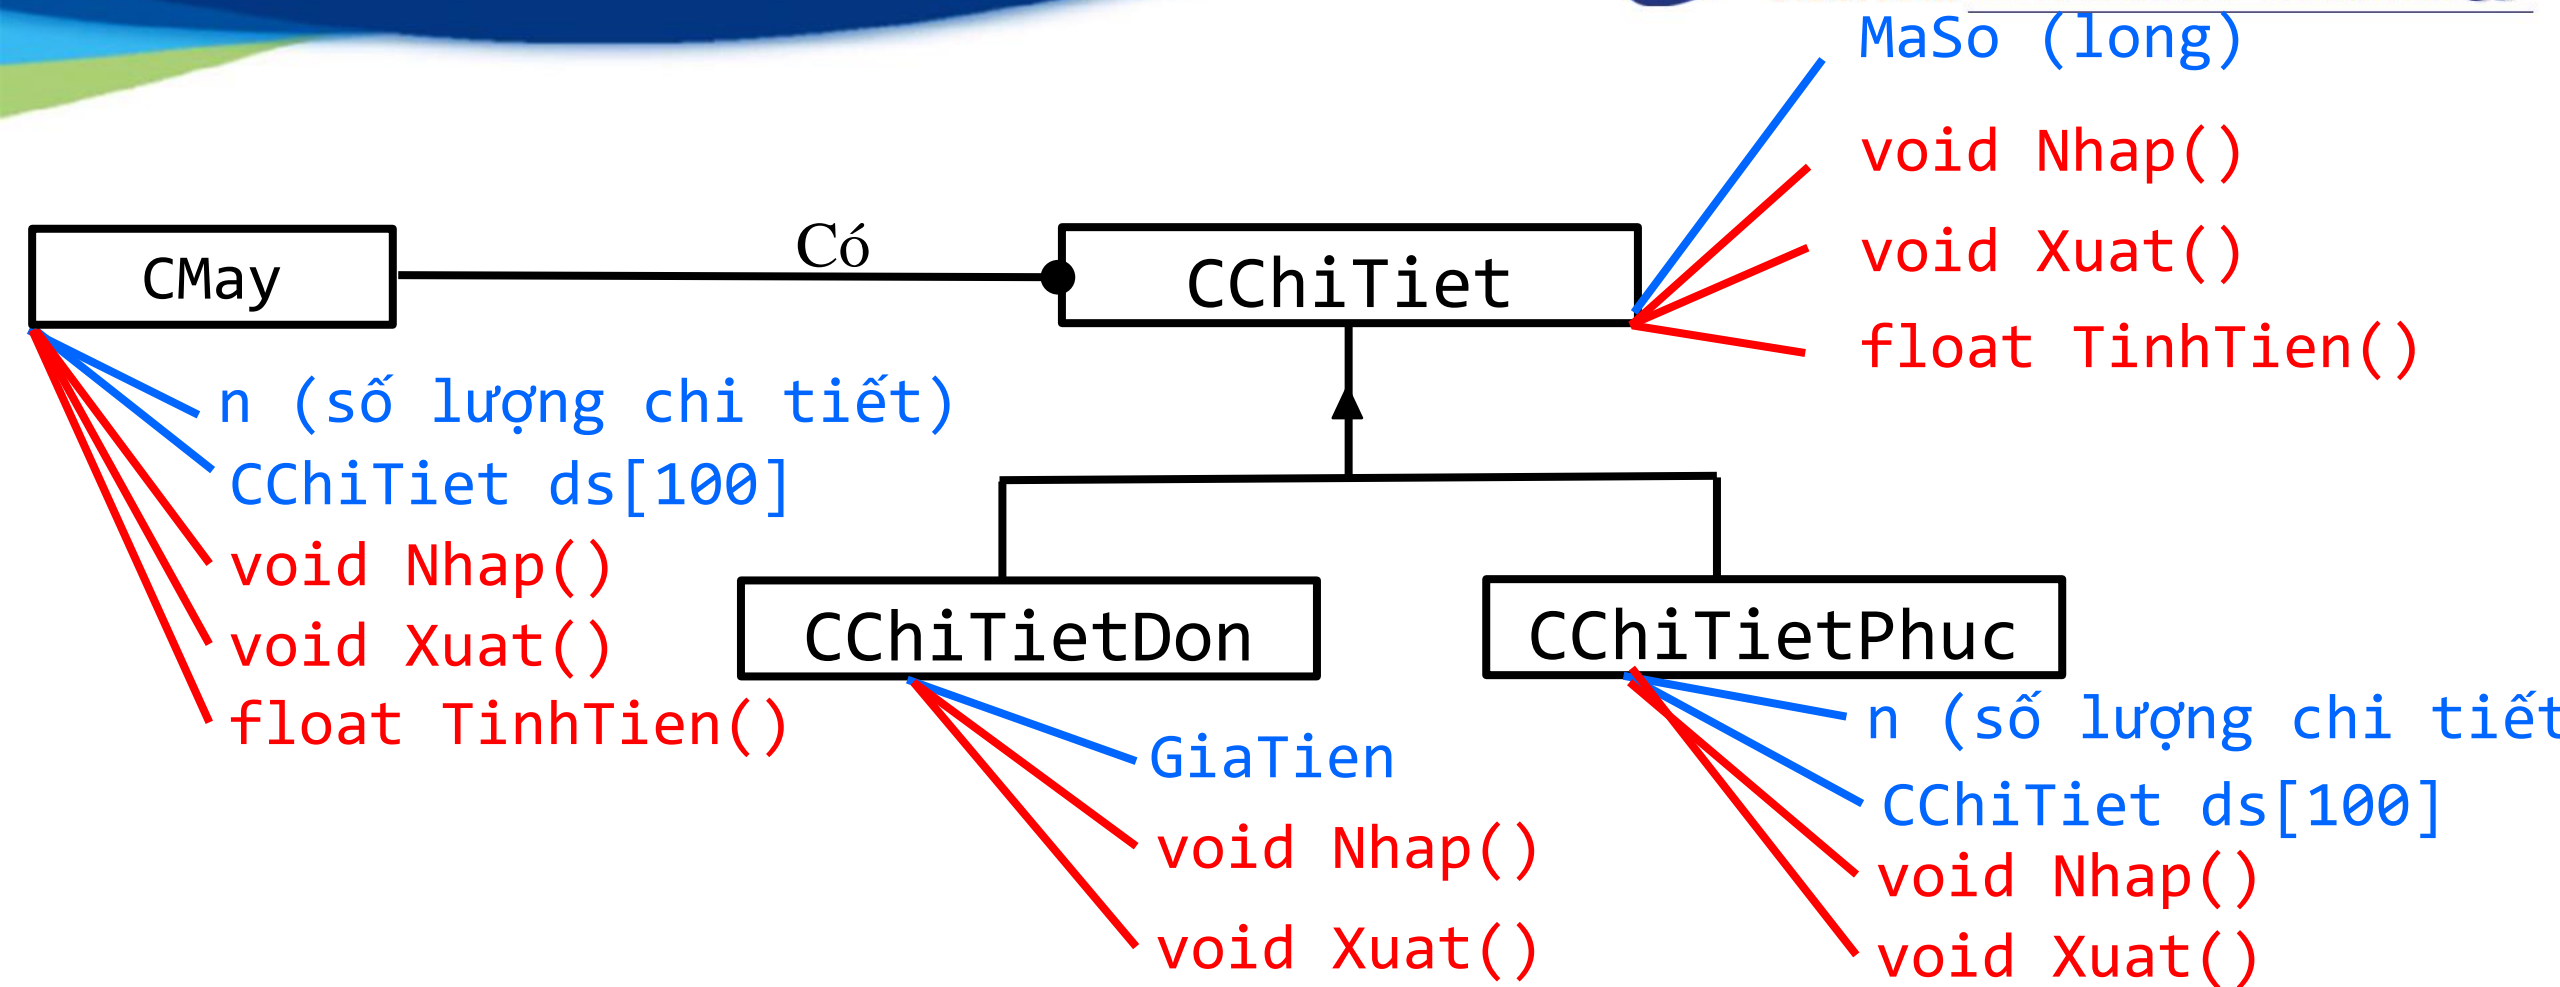 MaSo (long)
void Nhap()
void Xuat()
float TinhTien()
Có
CMay
CChiTiet
n (số lượng chi tiết)
CChiTiet ds[100]
void Nhap()
void Xuat()
float TinhTien()
CChiTietDon
GiaTien
void Nhap()
void Xuat()
CChiTietPhuc
n (số lượng chi tiết
CChiTiet ds[100]
void Nhap()
void Xuat()